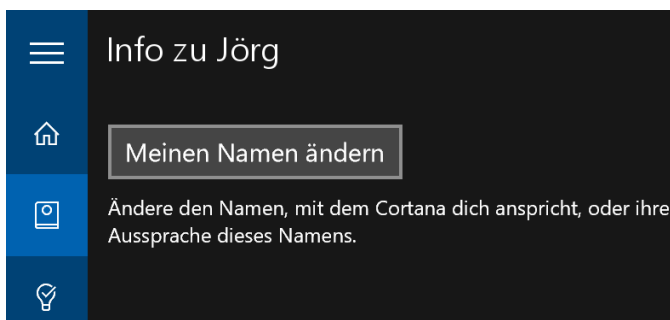 Info zu Jörg
Meinen Namen ändern
Ändere den Namen, mit dem Cortana dich anspricht, oder ihre
Aussprache dieses Namens.